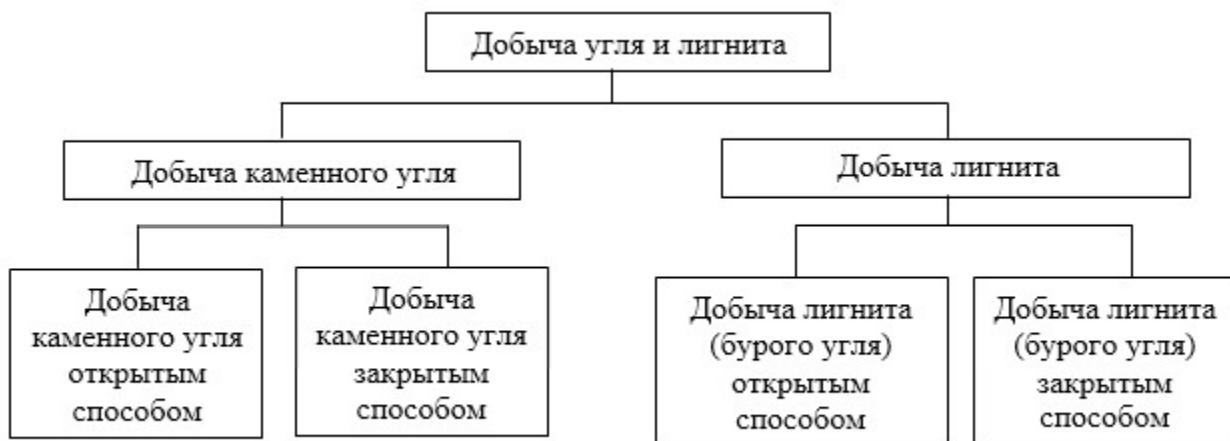 Добыча угля и лигнита
Добыча каменного угля
Добыча лигнита
Добыча
каменного угля
открытым
способом
Добыча
каменного угля
закрытым
способом
Добыча лигнита
(бурого угля)
открытым
способом
Добыча лигнита
(бурого угля)
закрытым
способом